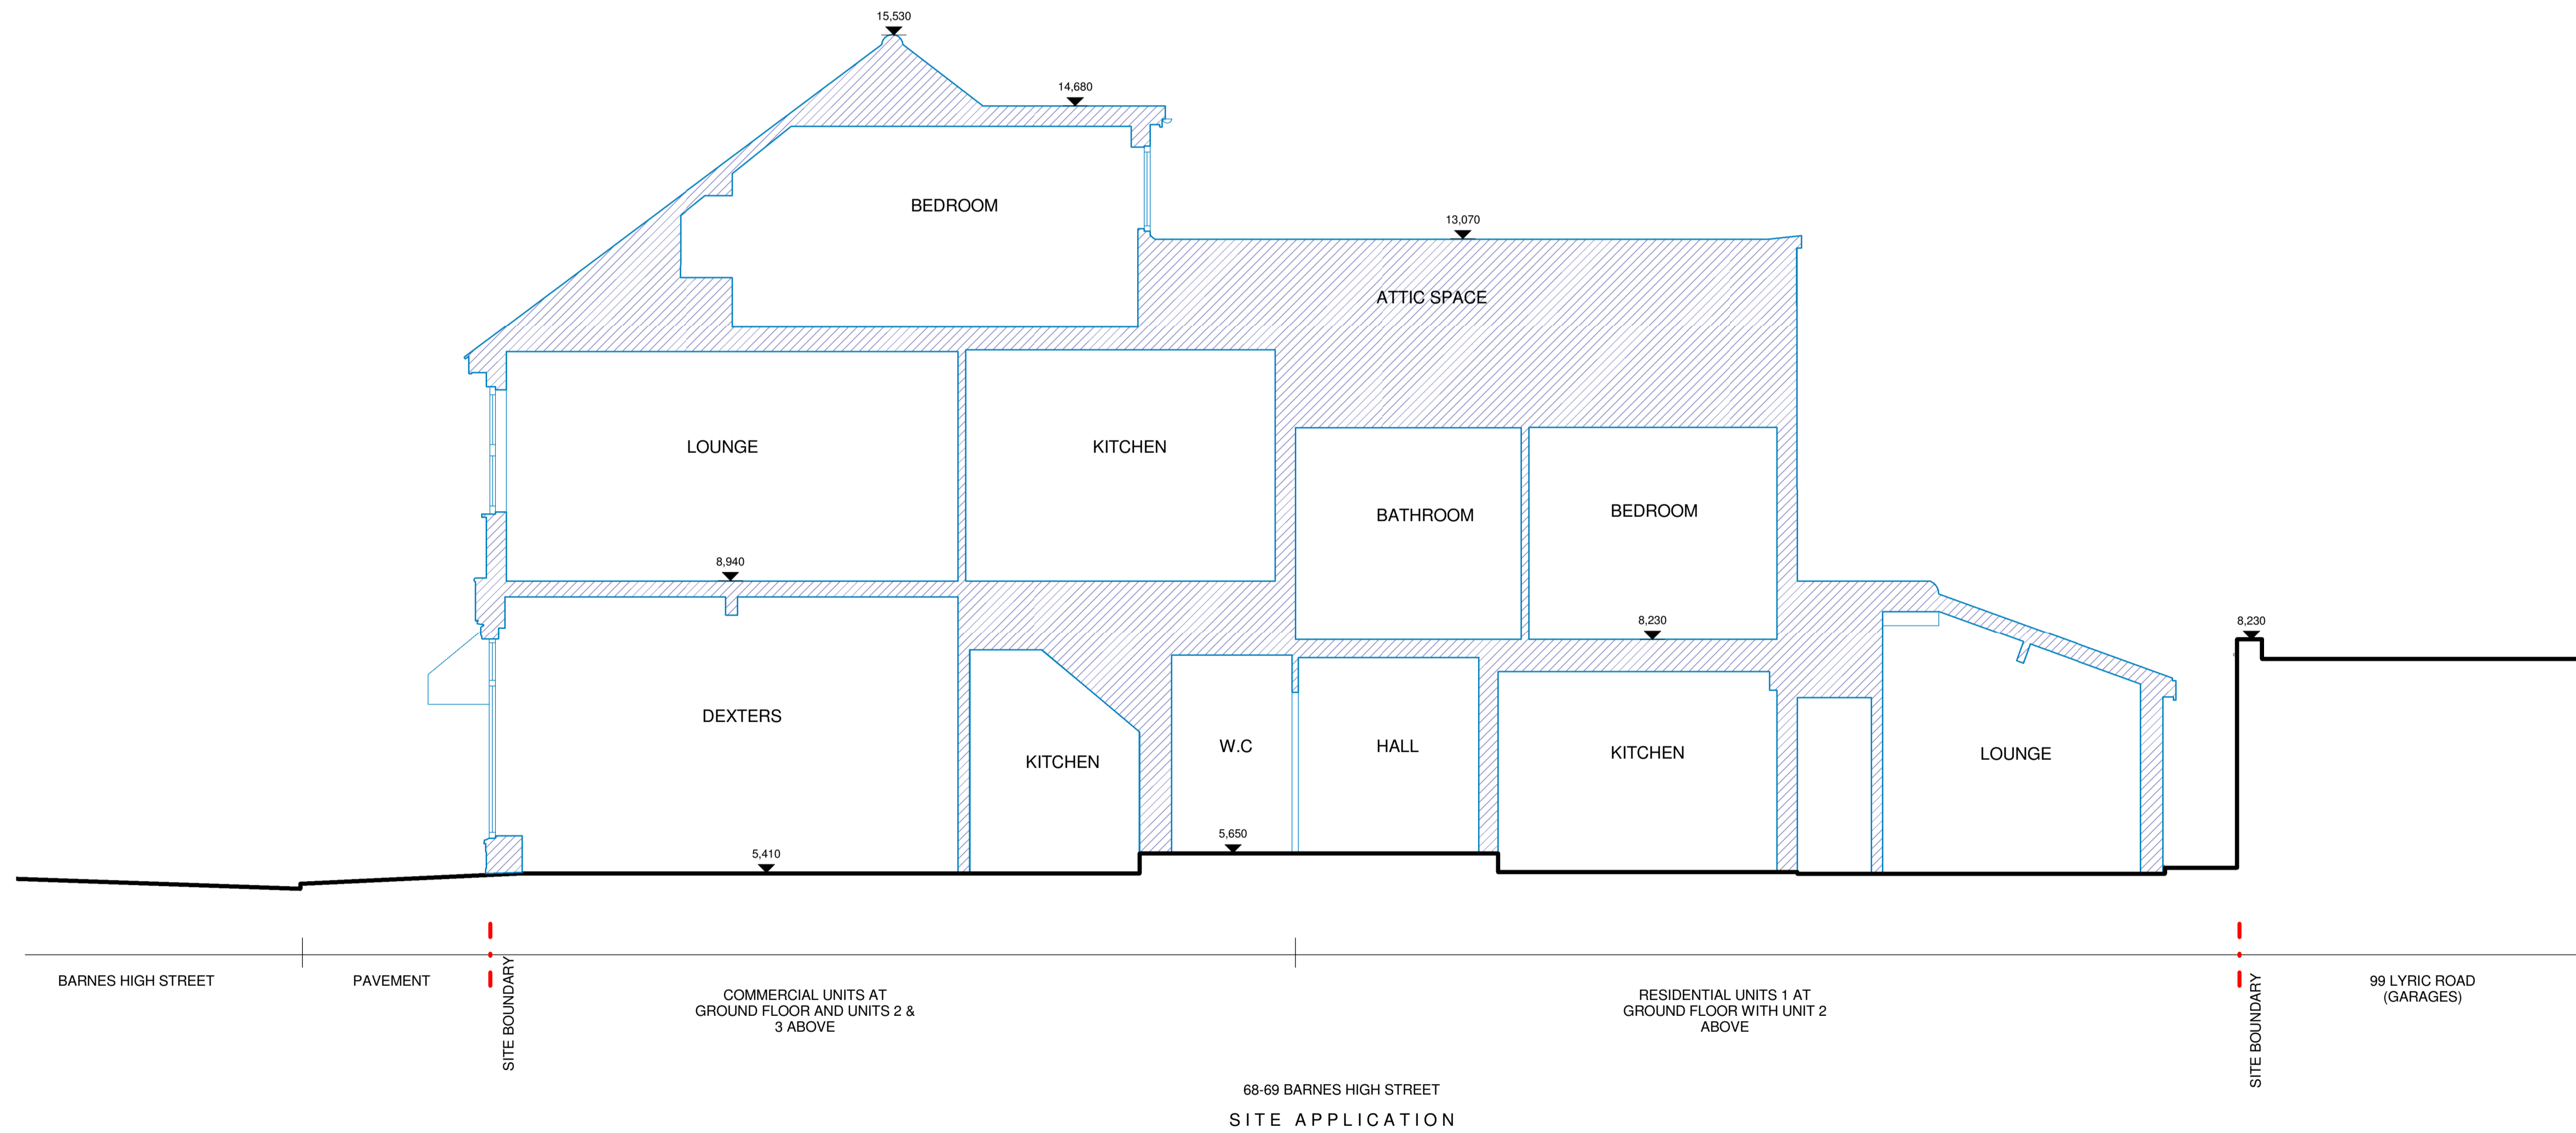 15,530
14,680
BEDROOM
13,070
ATTIC SPACE
LOUNGE
KITCHEN
BATHROOM
BEDROOM
8,940
8,230
8,230
DEXTERS
KITCHEN
W.C
HALL
KITCHEN
LOUNGE
5,650
5,410
BARNES HIGH STREET
PAVEMENT
SITE BOUNDARY
COMMERCIAL UNITS AT
GROUND FLOOR AND UNITS 2 &
3 ABOVE
RESIDENTIAL UNITS 1 AT
GROUND FLOOR WITH UNIT 2
ABOVE
SITE BOUNDARY
99 LYRIC ROAD
(GARAGES)
68-69 BARNES HIGH STREET
SITE APPLICATION